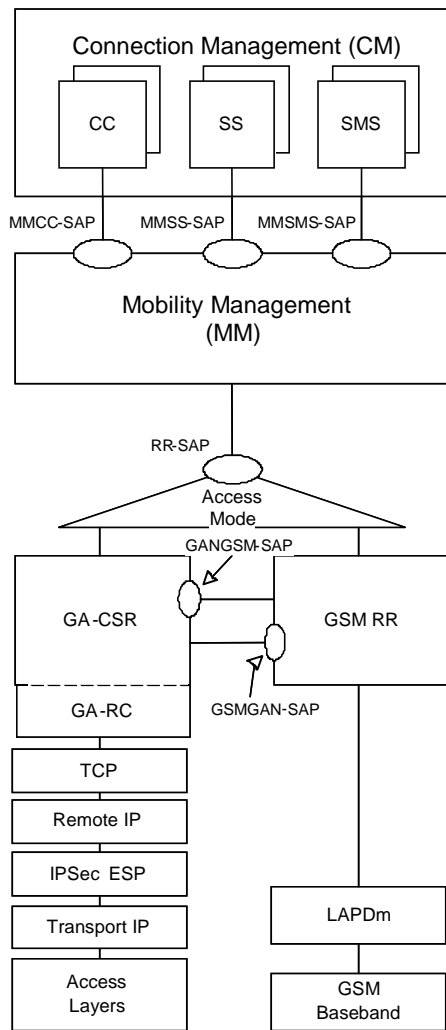 Connection Management (CM)
CC
SS
SMS
MMCC-SAP
MMSS-SAP
MMSMS-SAP
Mobility Management
(MM)
RR-SAP
Access
Mode
GANGSM-SAP
GA-CSR
GSM RR
GA-RC
GSMGAN-SAP
TCP
Remote IP
IPSec ESP
Transport IP
LAPDm
Access
Layers
GSM
Baseband